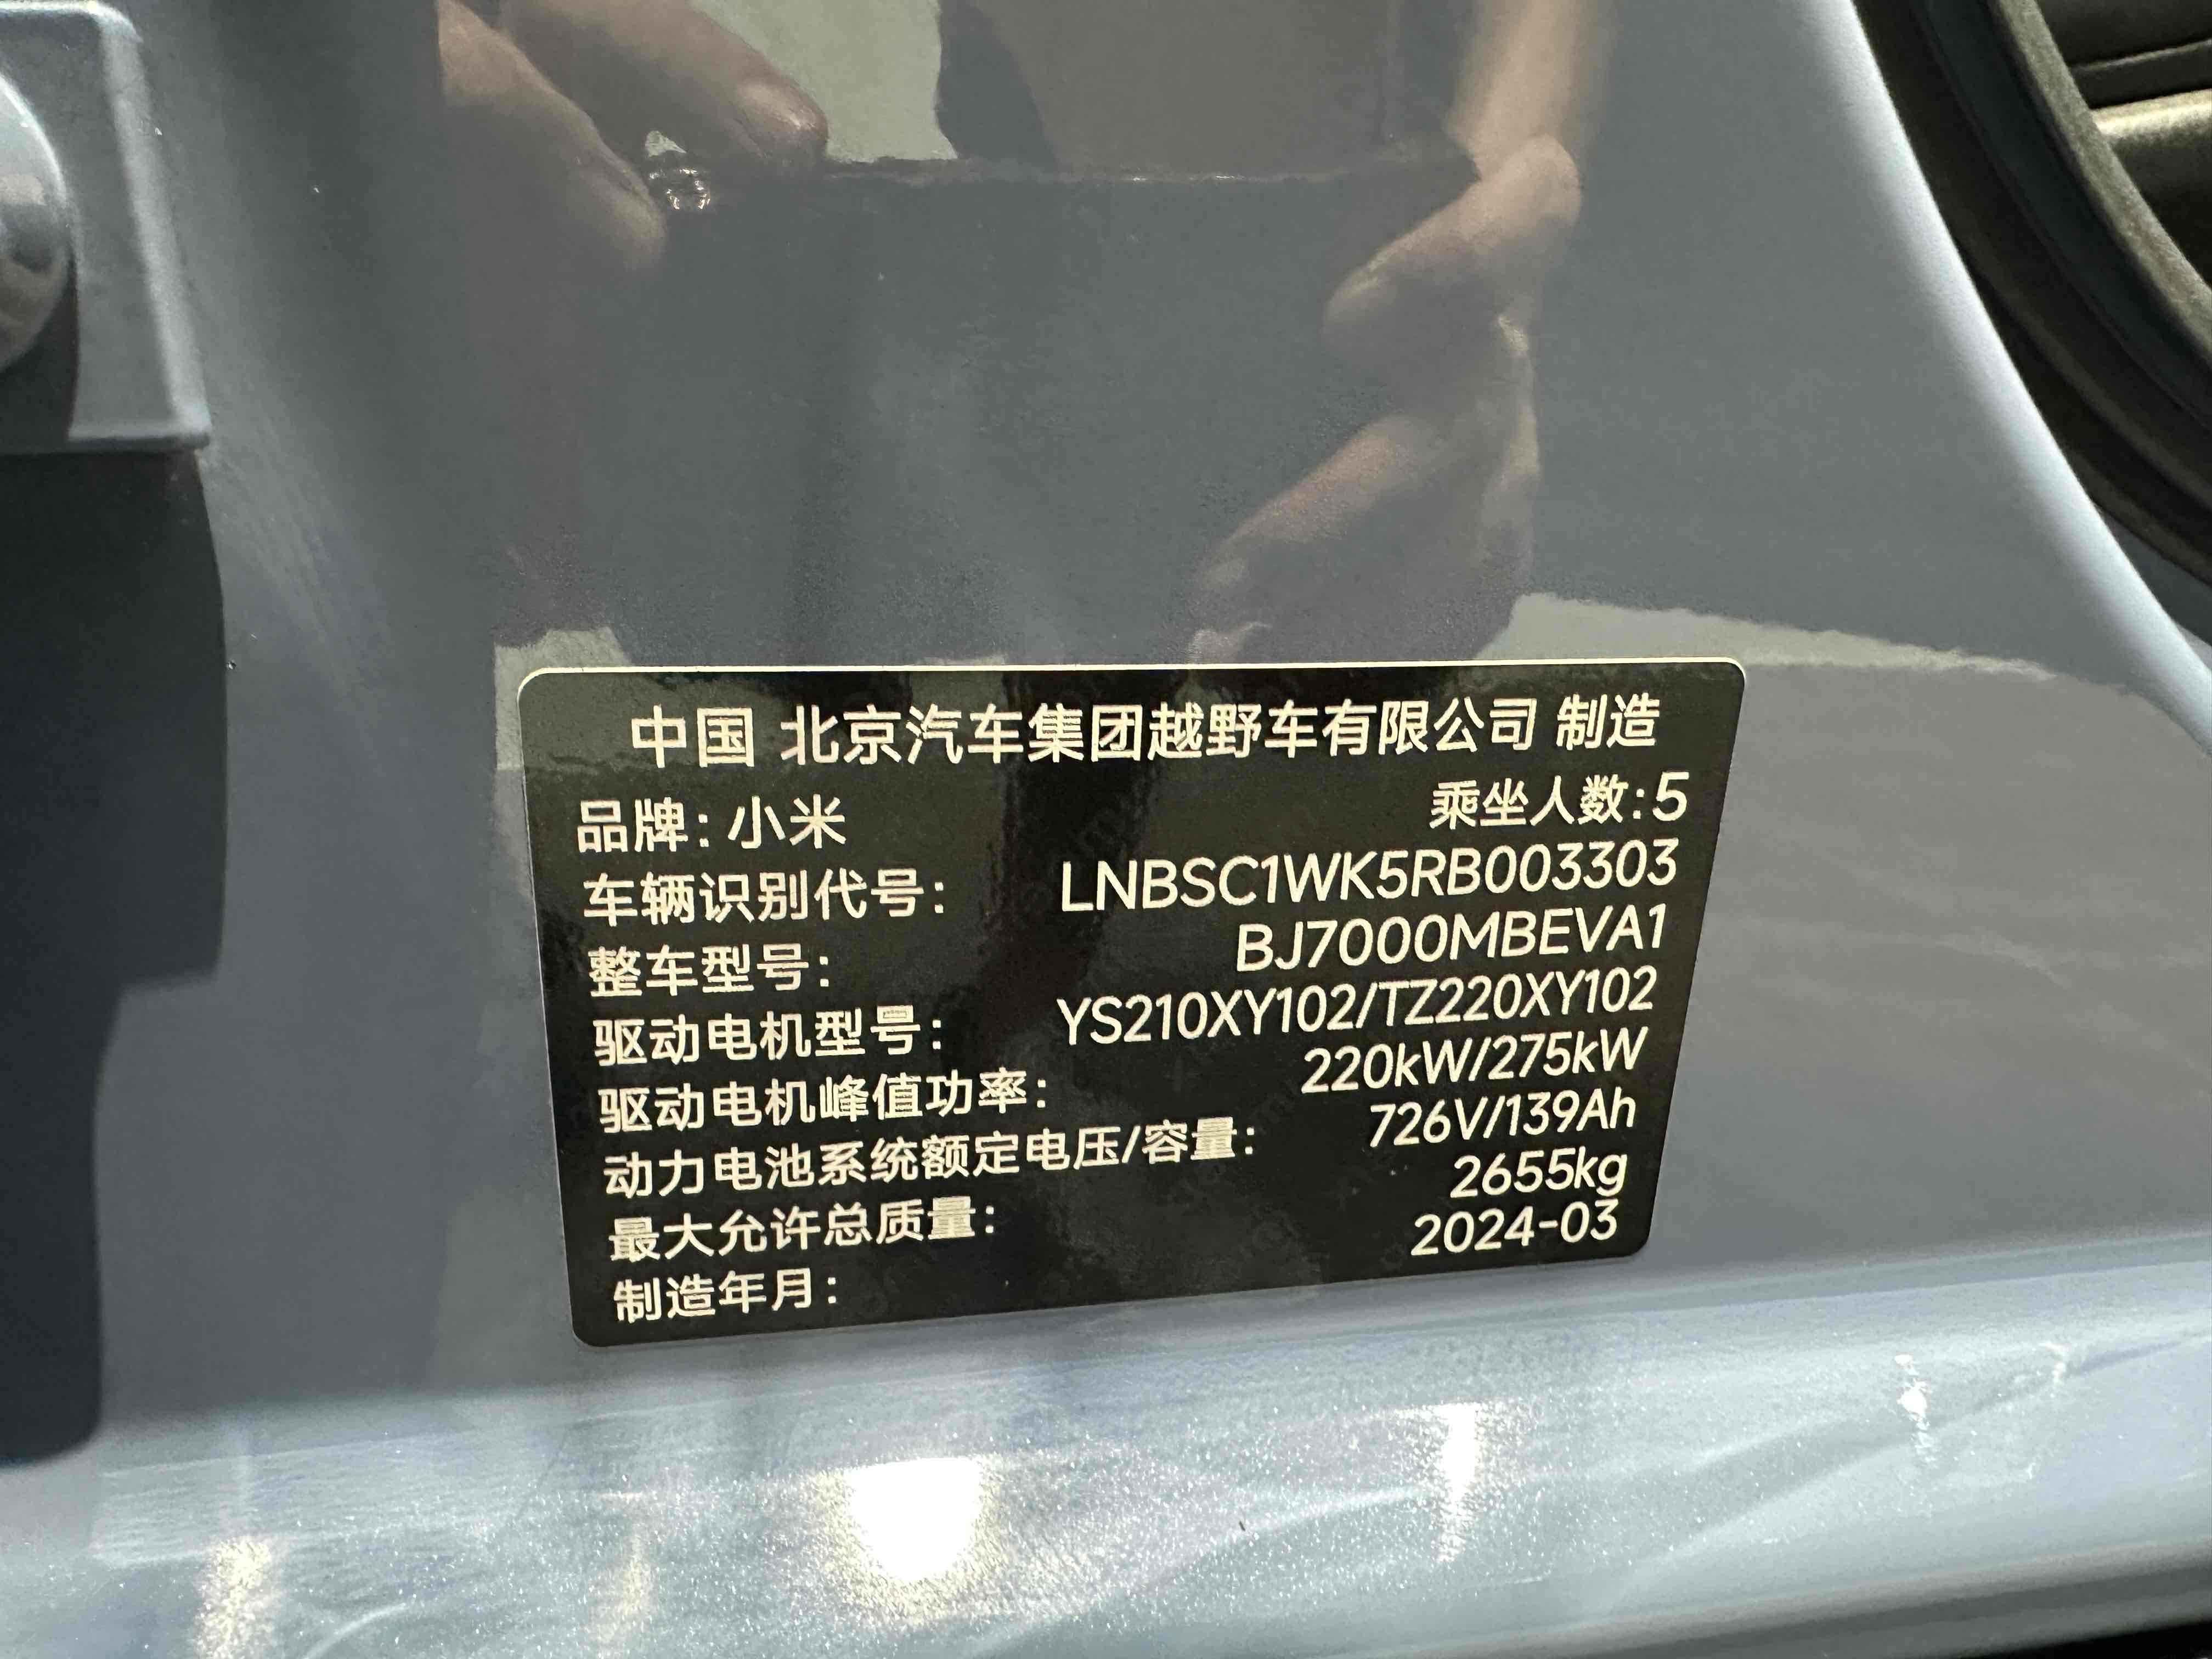 中国 北京汽车集团越野车有限公司 制造
品牌：小米 乘坐人数：5
车辆识别代号： LNBSC1WK5RB003303
整车型号： BJ7000MBEVA1
驱动电机型号： YS210XY102/TZ220XY102
驱动电机峰值功率： 220kW/275kW
动力电池系统额定电压/容量： 726V/139Ah
最大允许总质量： 2655kg
制造年月： 2024-03